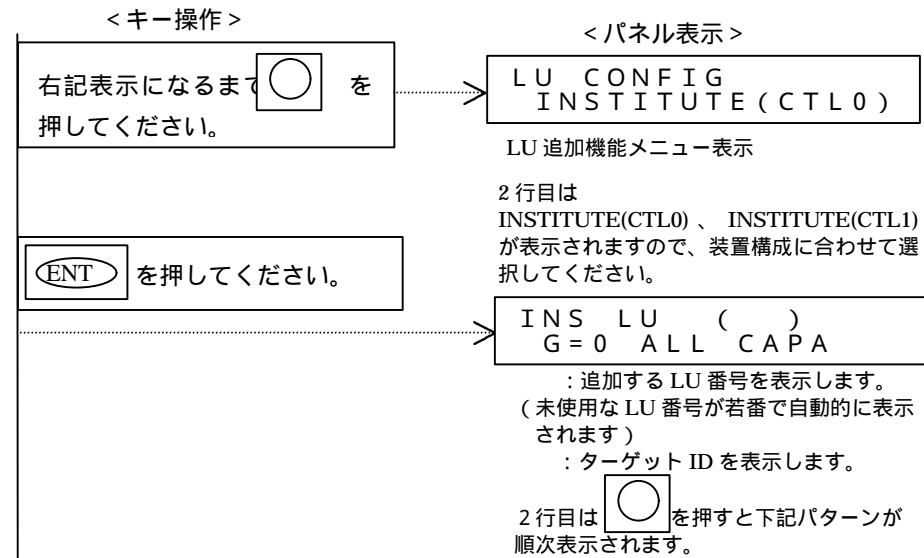 <キー操作>
<パネル表示>
右記表示になるまで を
押してください。
LU CONFIG
INSTITUTE(CTL0)
LU 追加機能メニュー表示
2 行目は
INSTITUTE(CTL0) 、 INSTITUTE(CTL1)
が表示されますので、装置構成に合わせて選
択してください。
ENT を押してください。
INS LU ( )
G=0 ALL CAPA
:追加する LU 番号を表示します。
(未使用な LU 番号が若番で自動的に表示
されます)
:ターゲット ID を表示します。
2行目は を押すと下記パターンが
順次表示されます。